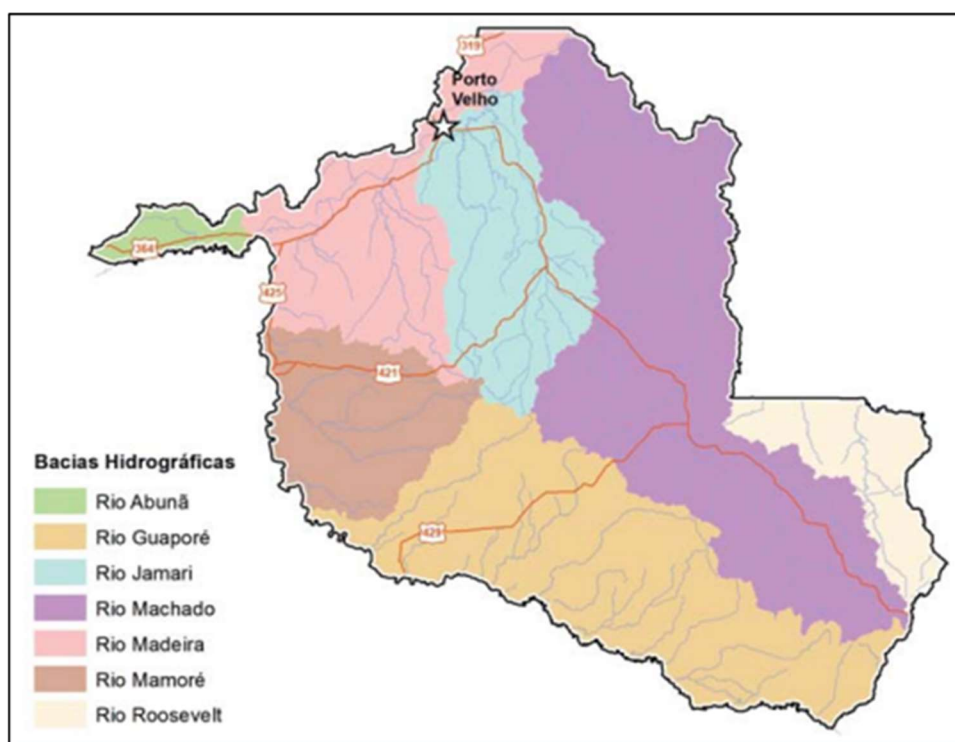 319
Porto
Velho
364
425
421
429
Bacias Hidrográficas
Rio Abunã
Rio Guaporé
Rio Jamari
Rio Machado
Rio Madeira
Rio Mamoré
Rio Roosevelt